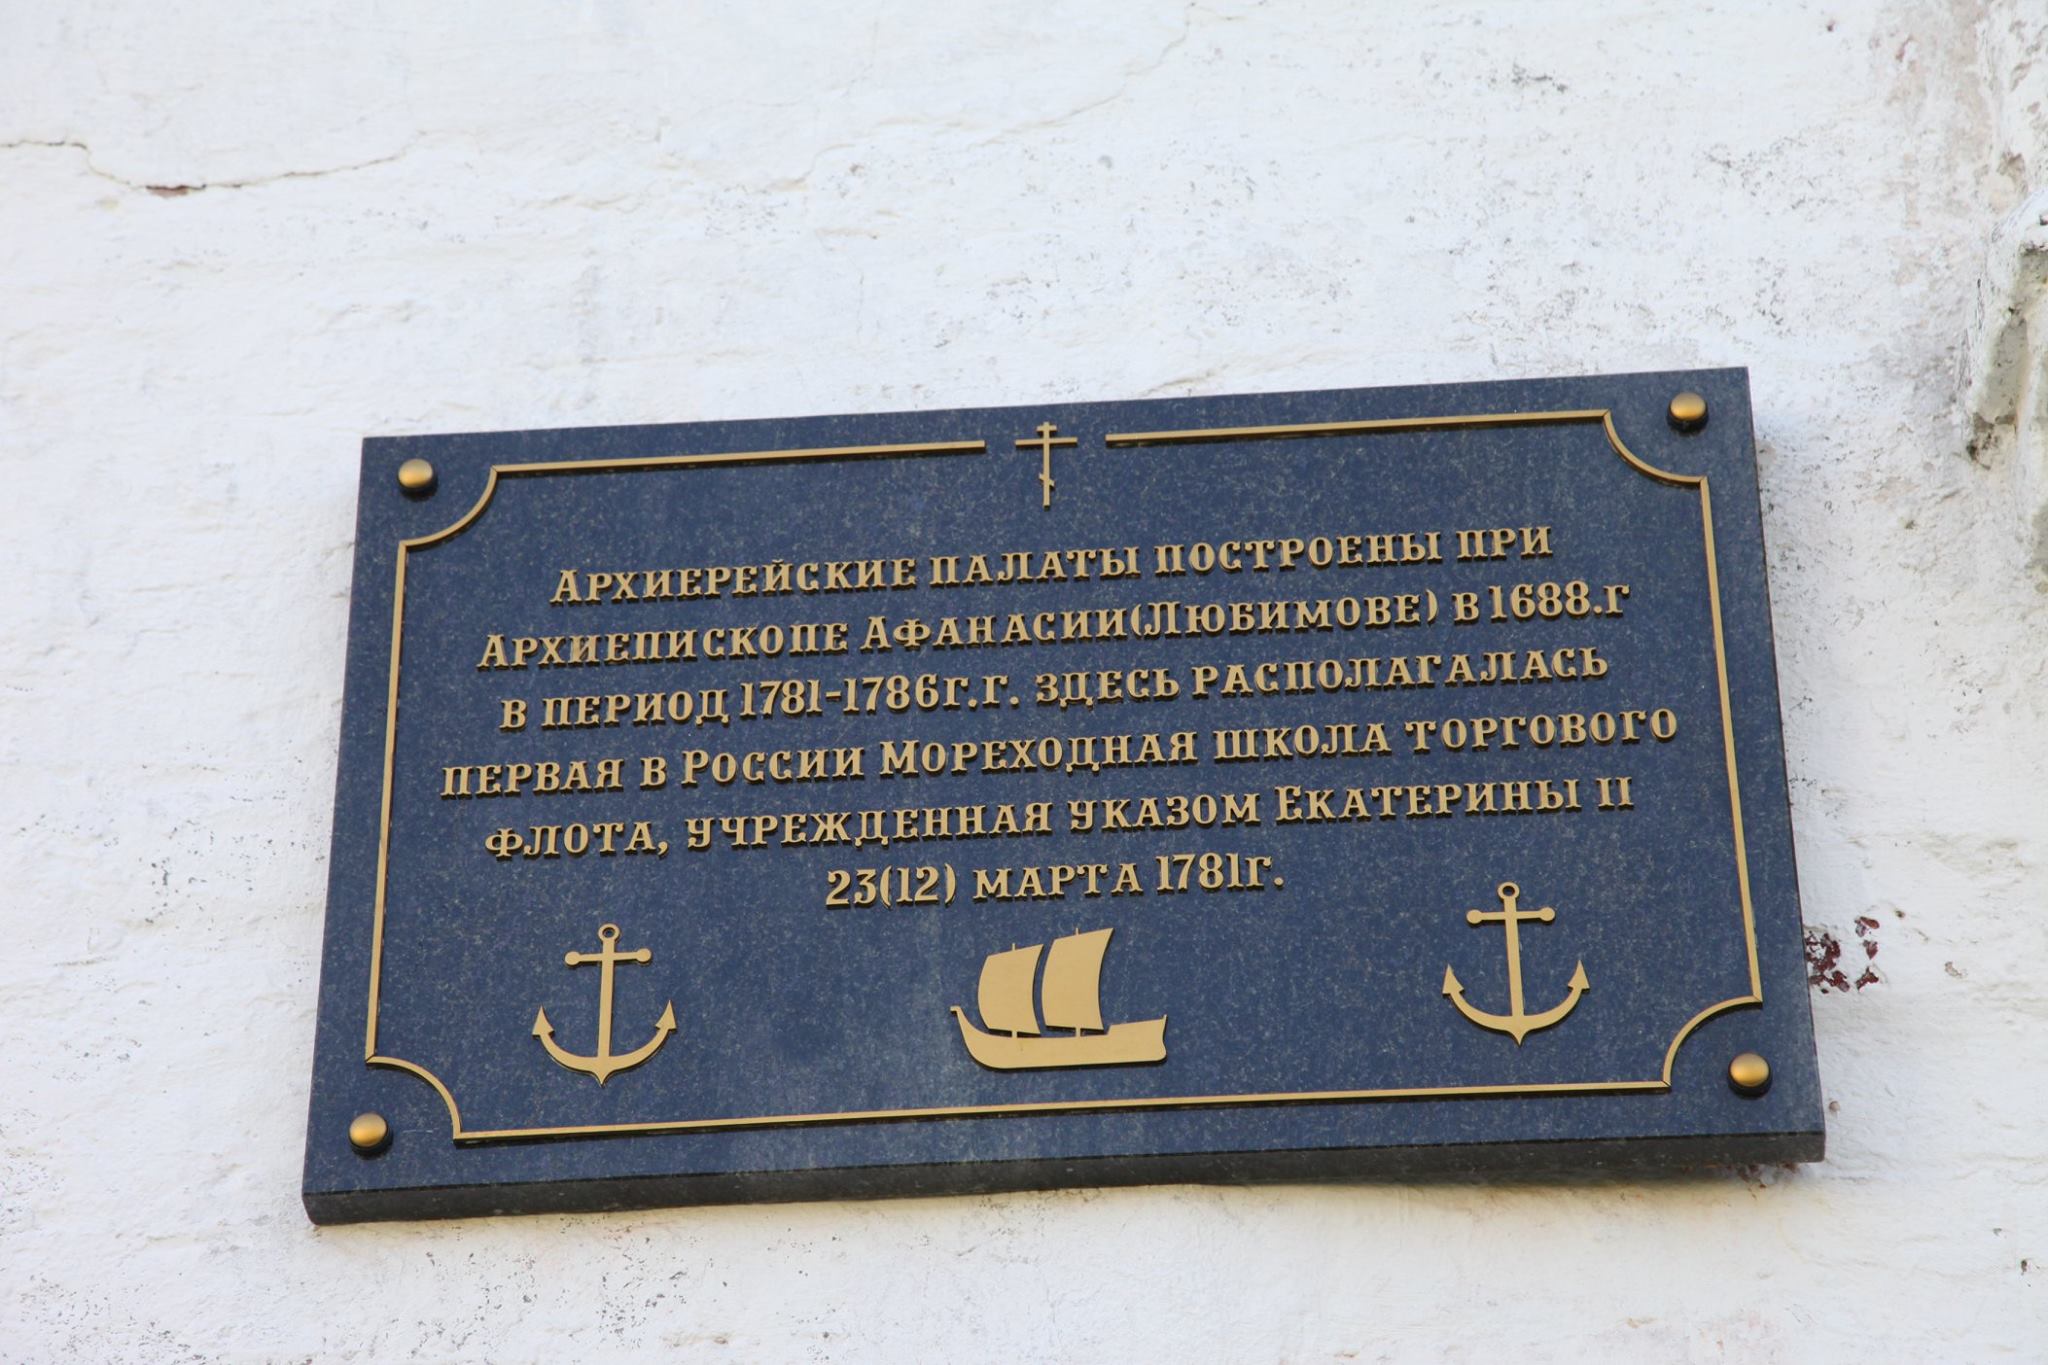 Архиерейские палаты построены при
Архиепископе Афанасии(Любимове) в 1688.г
в период 1781-1786г.г. здесь располагалась
первая в России Мореходная школа торгового
флота, учрежденная указом Екатерины II
23(12) марта 1781г.